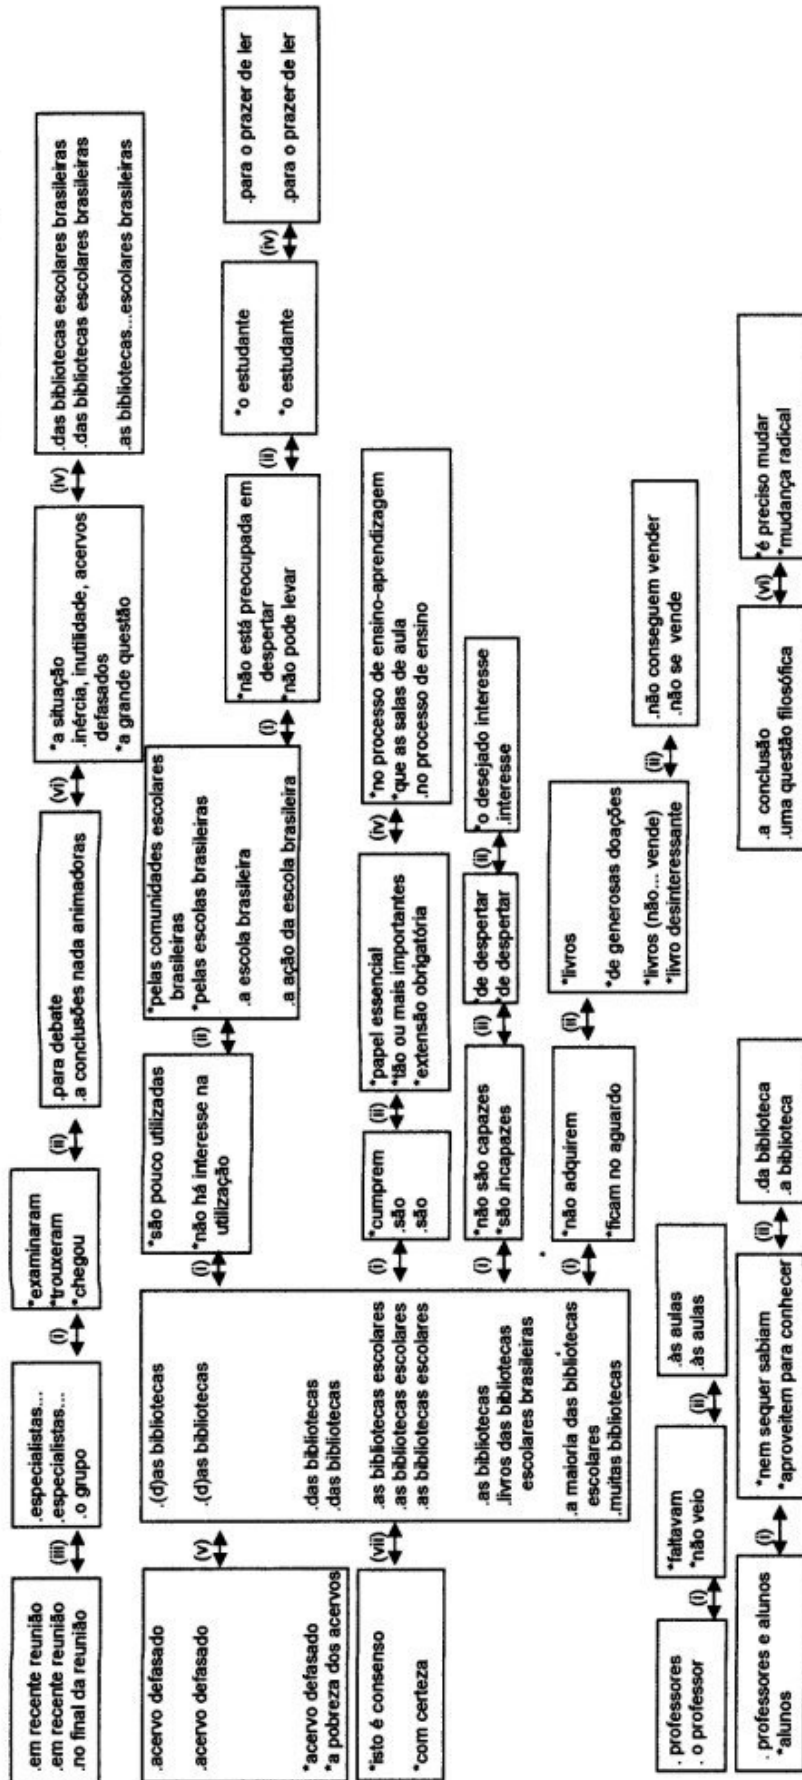 .em recente reunião
.em recente reunião
.no final da reunião
(iii)
.especialistas...
.especialistas...
.o grupo
(i)
*examinaram
*trouxeram
*chegou
(ii)
.para debate
.a conclusões nada animadoras
(vi)
*a situação
.inércia, inutilidade, acervos
defasados
*a grande questão
(iv)
.das bibliotecas escolares brasileiras
.das bibliotecas escolares brasileiras
.as bibliotecas...escolares brasileiras
.acervo defasado
.acervo defasado
*acervo defasado
*a pobreza dos acervos
(v)
*isto é consenso
*com certeza
(vii)
.(d)as bibliotecas
.(d)as bibliotecas
.das bibliotecas
.das bibliotecas
.as bibliotecas escolares
.as bibliotecas escolares
.as bibliotecas escolares
.as bibliotecas
.livros das bibliotecas
escolares brasileiras
.a maioria das bibliotecas
escolares
.muitas bibliotecas
(i)
*são pouco utilizadas
*não há interesse na
utilização
(ii)
*pelas comunidades escolares
brasileiras
*pelas escolas brasileiras
.a escola brasileira
.a ação da escola brasileira
(i)
*não está preocupada em
despertar
*não pode levar
(ii)
*o estudante
*o estudante
(iv)
.para o prazer de ler
.para o prazer de ler
(i)
*cumprem
.são
.são
(ii)
*papel essencial
*tão ou mais importantes
*extensão obrigatória
(iv)
*no processo de ensino-aprendizagem
*que as salas de aula
.no processo de ensino
(i)
*não são capazes
*são incapazes
(ii)
*de despertar
*de despertar
(ii)
*o desejado interesse
.interesse
(i)
*não adquirem
*ficam no aguardo
(ii)
*livros
*de generosas doações
*livros (não... vende)
*livro desinteressante
(ii)
.não conseguem vender
.não se vende
. professores
. o professor
(i)
*faltavam
*não veio
(ii)
.às aulas
.às aulas
. professores e alunos
*alunos
(i)
*nem sequer sabiam
*aproveitem para conhecer
(ii)
.da biblioteca
.a biblioteca
.a conclusão
.uma questão filosófica
(vi)
*é preciso mudar
*mudança radical